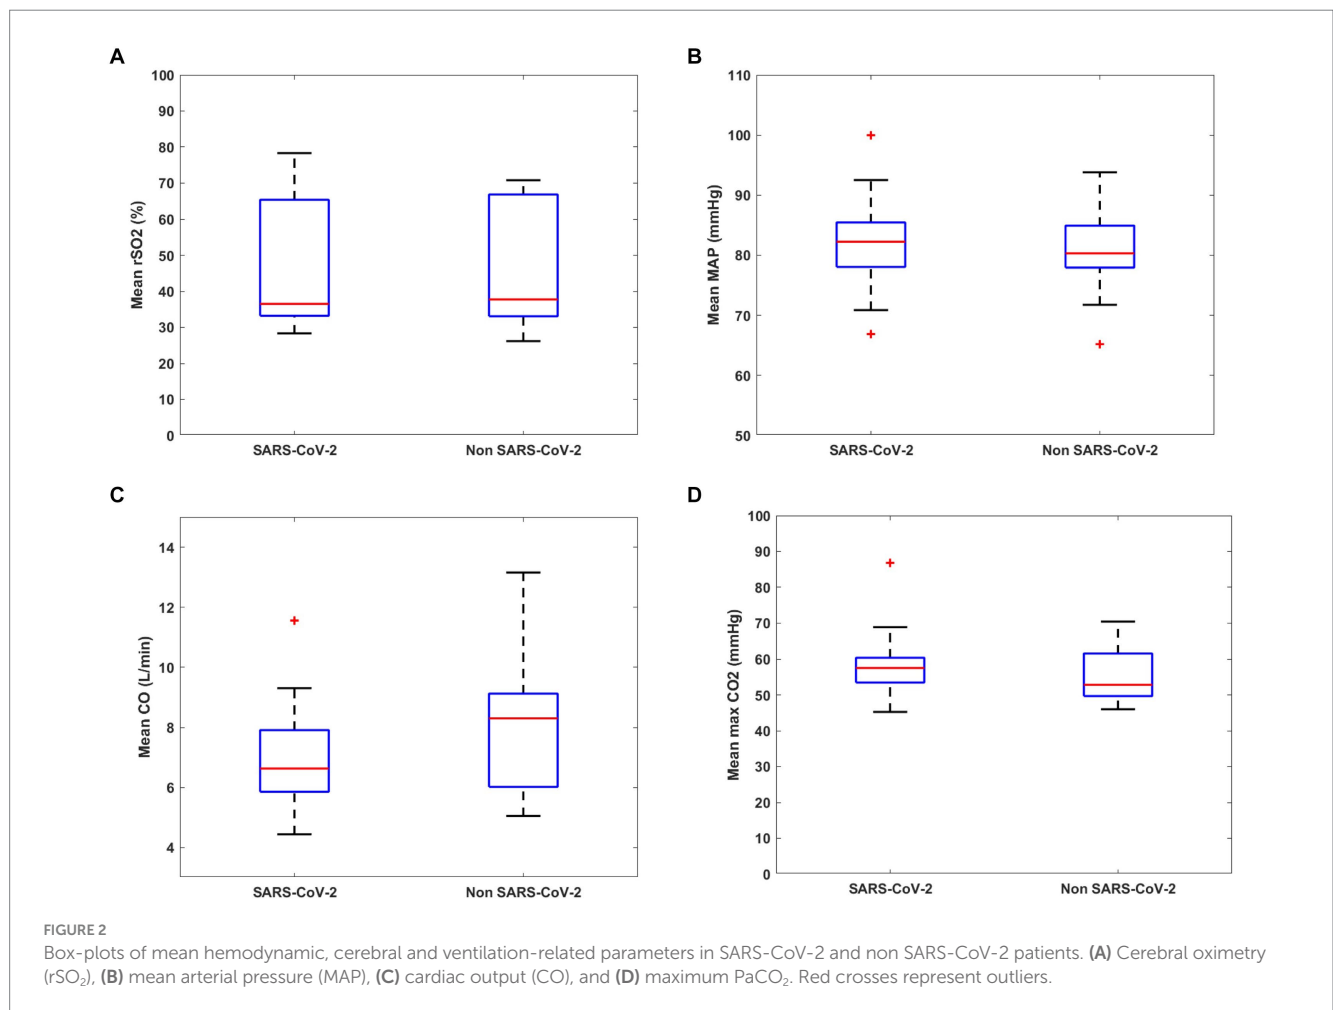 A
100
90
80
70
60
50
40
30
20
10
0
Mean rSO2 (%)
SARS-CoV-2
Non SARS-CoV-2
B
110
100
90
80
70
60
50
Mean MAP (mmHg)
SARS-CoV-2
Non SARS-CoV-2
C
14
12
10
8
6
4
Mean CO (L/min)
SARS-CoV-2
Non SARS-CoV-2
D
100
90
80
70
60
50
40
30
20
10
0
Mean max CO2 (mmHg)
SARS-CoV-2
Non SARS-CoV-2
FIGURE 2
Box-plots of mean hemodynamic, cerebral and ventilation-related parameters in SARS-CoV-2 and non SARS-CoV-2 patients. (A) Cerebral oximetry
(rSO₂), (B) mean arterial pressure (MAP), (C) cardiac output (CO), and (D) maximum PaCO₂. Red crosses represent outliers.